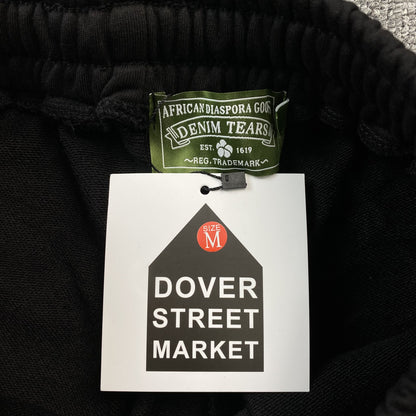 AFRICAN DIASPORA GOODS
DENIM TEARS
EST. 1619
REG. TRADEMARK
SIZE
M
DOVER
STREET
MARKET